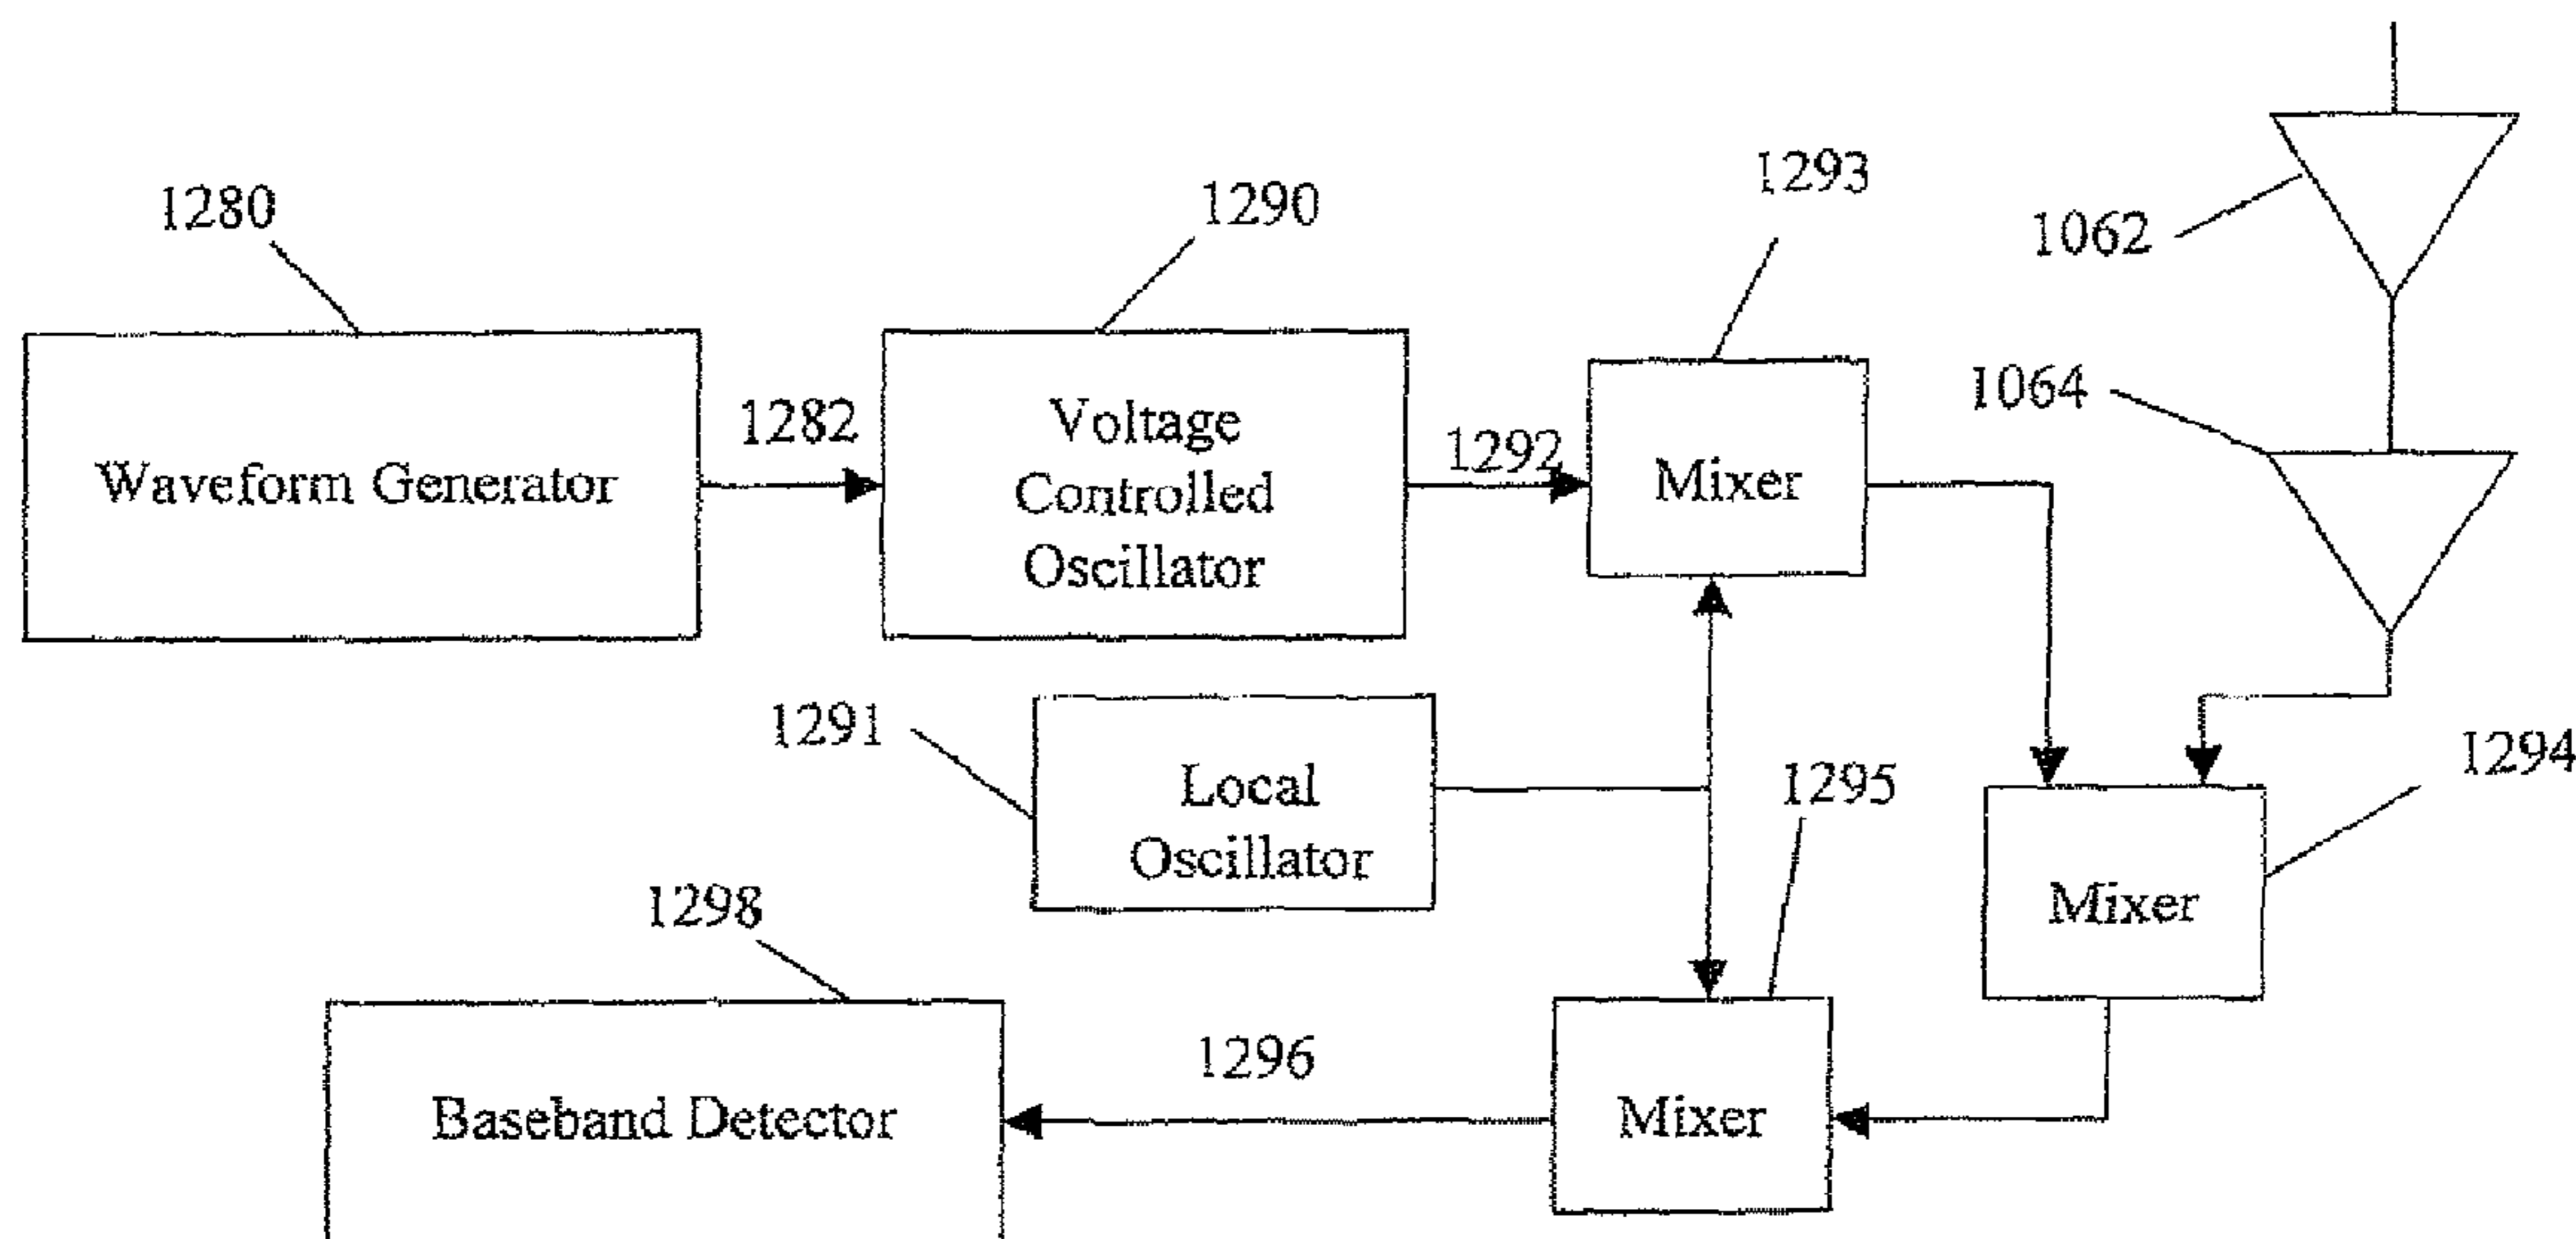 1280
1290
1293
1062
1282
Voltage
Controlled
Oscillator
1292
Mixer
1064
Waveform Generator
1291
Local
Oscillator
1295
1294
Mixer
1298
1296
Baseband Detector
Mixer